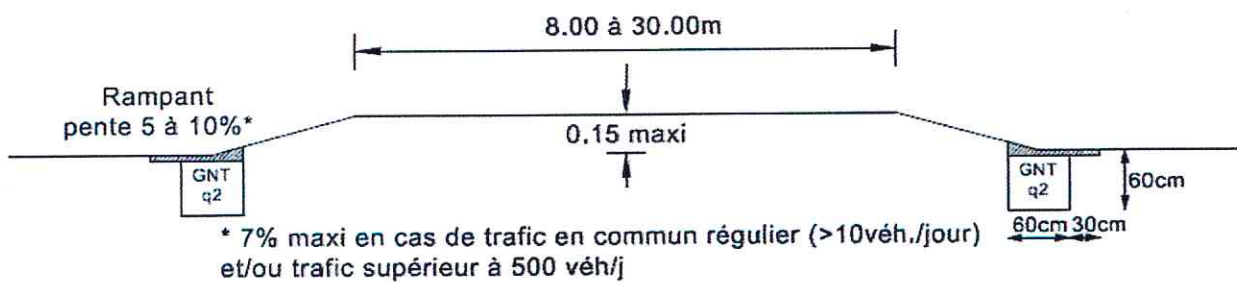 8.00 à 30.00m
Rampant
pente 5 à 10%*
0.15 maxi
GNT
q2
GNT
q2
60cm
60cm 30cm
* 7% maxi en cas de trafic en commun régulier (>10véh./jour)
et/ou trafic supérieur à 500 véh/j